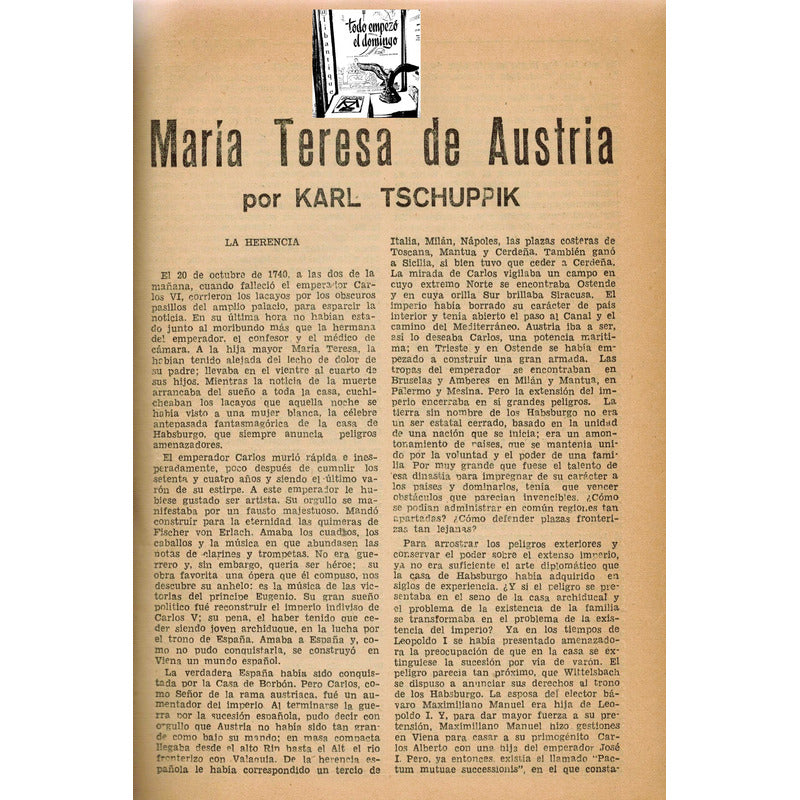 todo empezó
el domingo
María Teresa de Austria
por KARL TSCHUPPIK
LA HERENCIA
El 20 de octubre de 1740, a las dos de la
mañana, cuando falleció el emperador Car-
los VI, corrieron los lacayos por los obscuros
pasillos del amplio palacio, para esparcir la
noticia. En su última hora no habían esta-
do junto al moribundo más que la hermana
del emperador, el confesor y el médico de
cámara. A la hija mayor María Teresa, la
habían tenido alejada del lecho de dolor de
su padre; llevaba en el vientre al cuarto de
sus hijos. Mientras la noticia de la muerte
arrancaba del sueño a toda la casa, cuchi-
cheaban los lacayos que aquella noche se
había visto a una mujer blanca, la célebre
antepasada fantasmagórica de la casa de
Habsburgo, que siempre anuncia peligros
amenazadores.
El emperador Carlos murió rápida e ines-
peradamente, poco después de cumplir los
setenta y cuatro años y siendo el último va-
rón de su estirpe. A este emperador le hu-
biese gustado ser artista. Su orgullo se ma-
nifestaba por un fausto majestuoso. Mandó
construir para la eternidad las quimeras de
Fischer von Erlach. Amaba los cuadros, los
caballos y la música en que abundasen las
notas de clarines y trompetas. No era gue-
rrero y, sin embargo, quería ser héroe; su
obra favorita una ópera que él compuso, nos
descubre su anhelo: es la música de las vic-
torias del príncipe Eugenio. Su gran sueño
político fué reconstruir el imperio indiviso de
Carlos V; su pena, el haber tenido que ce-
der siendo joven archiduque, en la lucha por
el trono de España. Amaba a España y, co-
mo no pudo conquistarla, se construyó en
Viena un mundo español.
La verdadera España había sido conquis-
tada por la Casa de Borbón. Pero Carlos, co-
mo Señor de la rama austríaca, fué un au-
mentador del imperio. Al terminarse la gue-
rra por la sucesión española, pudo decir con
orgullo que Austria no había sido tan gran-
de como bajo su mando; en masa compacta
llegaba desde el alto Rin hasta el Alt el río
fronterizo con Valaquia. De la herencia es-
pañola le había correspondido un tercio de
Italia, Milán, Nápoles, las plazas costeras de
Toscana, Mantua y Cerdeña. También ganó
a Sicilia, si bien tuvo que ceder a Cerdeña.
La mirada de Carlos vigilaba un campo en
cuyo extremo Norte se encontraba Ostende
y en cuya orilla Sur brillaba Siracusa. El
imperio había borrado su carácter de país
interior y tenía abierto el paso al Canal y el
camino del Mediterráneo. Austria iba a ser,
así lo deseaba Carlos, una potencia maríti-
ma; en Trieste y en Ostende se había em-
pezado a construir una gran armada. Las
tropas del emperador se encontraban en
Bruselas y Amberes en Milán y Mantua, en
Palermo y Mesina. Pero la extensión del im-
perio encerraba en si grandes peligros. La
tierra sin nombre de los Habsburgo no era
un ser estatal cerrado, basado en la unidad
de una nación que se inicia; era un amon-
tonamiento de países, que se mantenía uni-
do por la voluntad y el poder de una fami-
lia Por muy grande que fuese el talento de
esa dinastía para impregnar de su carácter a
los países y dominarlos, tenía que vencer
obstáculos que parecían invencibles. ¿Cómo
se podían administrar en común regiones tan
apartadas? ¿Cómo defender plazas fronteri-
zas tan lejanas?
Para arrostrar los peligros exteriores y
conservar el poder sobre el extenso imperio,
ya no era suficiente el arte diplomático que
la casa de Habsburgo había adquirido en
siglos de experiencia. ¿Y si el peligro se pre-
sentaba en el seno de la casa archiducal y
el problema de la existencia de la familia
se transformaba en el problema de la exis-
tencia del imperio? Ya en los tiempos de
Leopoldo I se había presentado amenazado-
ra la preocupación de que en la casa se ex-
tinguiese la sucesión por vía de varón. El
peligro parecía tan próximo, que Wittelsbach
se dispuso a anunciar sus derechos al trono
de los Habsburgo. La esposa del elector bá-
varo Maximiliano Manuel era hija de Leo-
poldo I. Y, para dar mayor fuerza a su pre-
tensión, Maximiliano Manuel hizo gestiones
en Viena para casar a su primogénito Car-
los Alberto con una hija del emperador José
I. Pero, ya entonces, existía el llamado "Pac-
tum mutuae successionis", en el que consta-